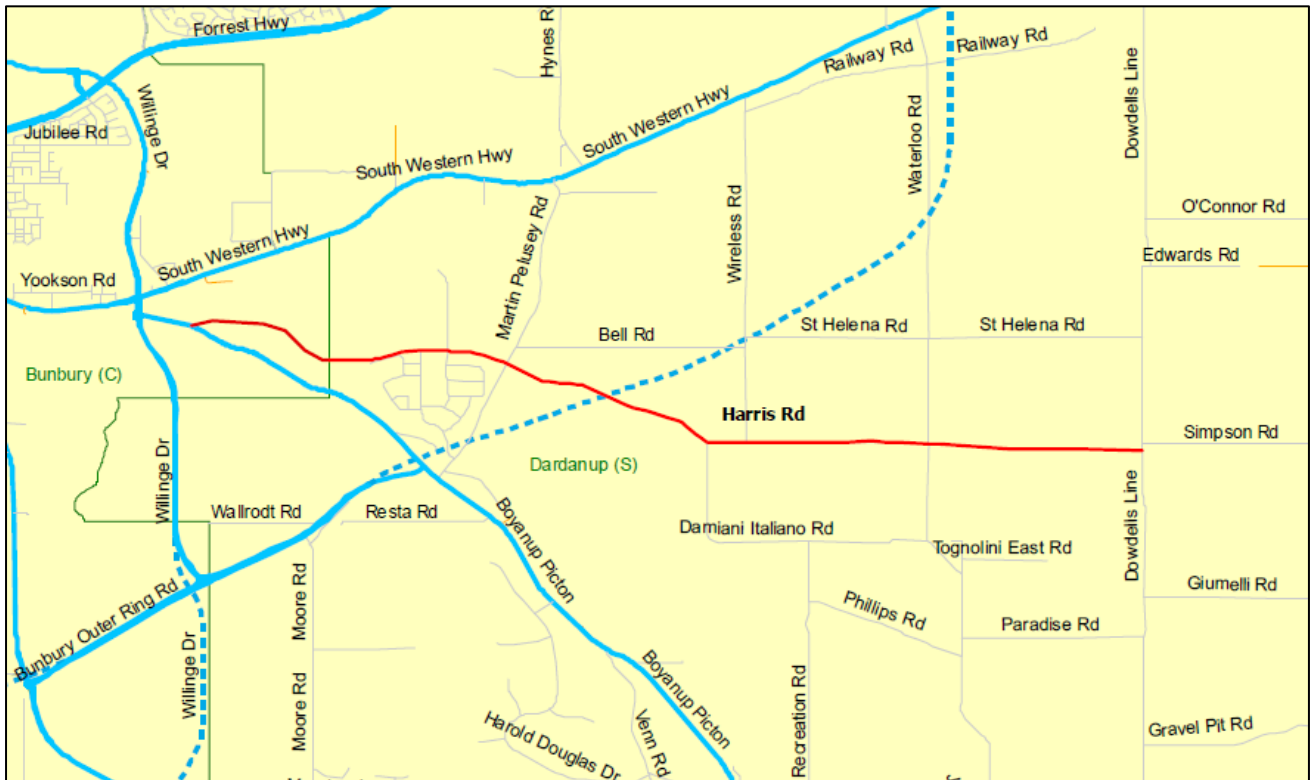 Forrest Hwy
Hynes R
Railway Rd
Railway Rd
Willinge Dr
Jubilee Rd
South Western Hwy
South Western Hwy
Waterloo Rd
Dowdells Line
O'Connor Rd
South Western Hwy
Martin Pelusey Rd
Wireless Rd
Edwards Rd
Yookson Rd
Bell Rd
St Helena Rd
St Helena Rd
Bunbury (C)
Harris Rd
Simpson Rd
Dardanup (S)
Willinge Dr
Wallrodt Rd
Resta Rd
Boyanup Picton
Damiani Italiano Rd
Tognolini East Rd
Dowdells Line
Giumelli Rd
Bunbury Outer Ring Rd
Moore Rd
Phillips Rd
Paradise Rd
Willinge Dr
Moore Rd
Harold Douglas Dr
Venn Rd
Boyanup Picton
Recreation Rd
Gravel Pit Rd